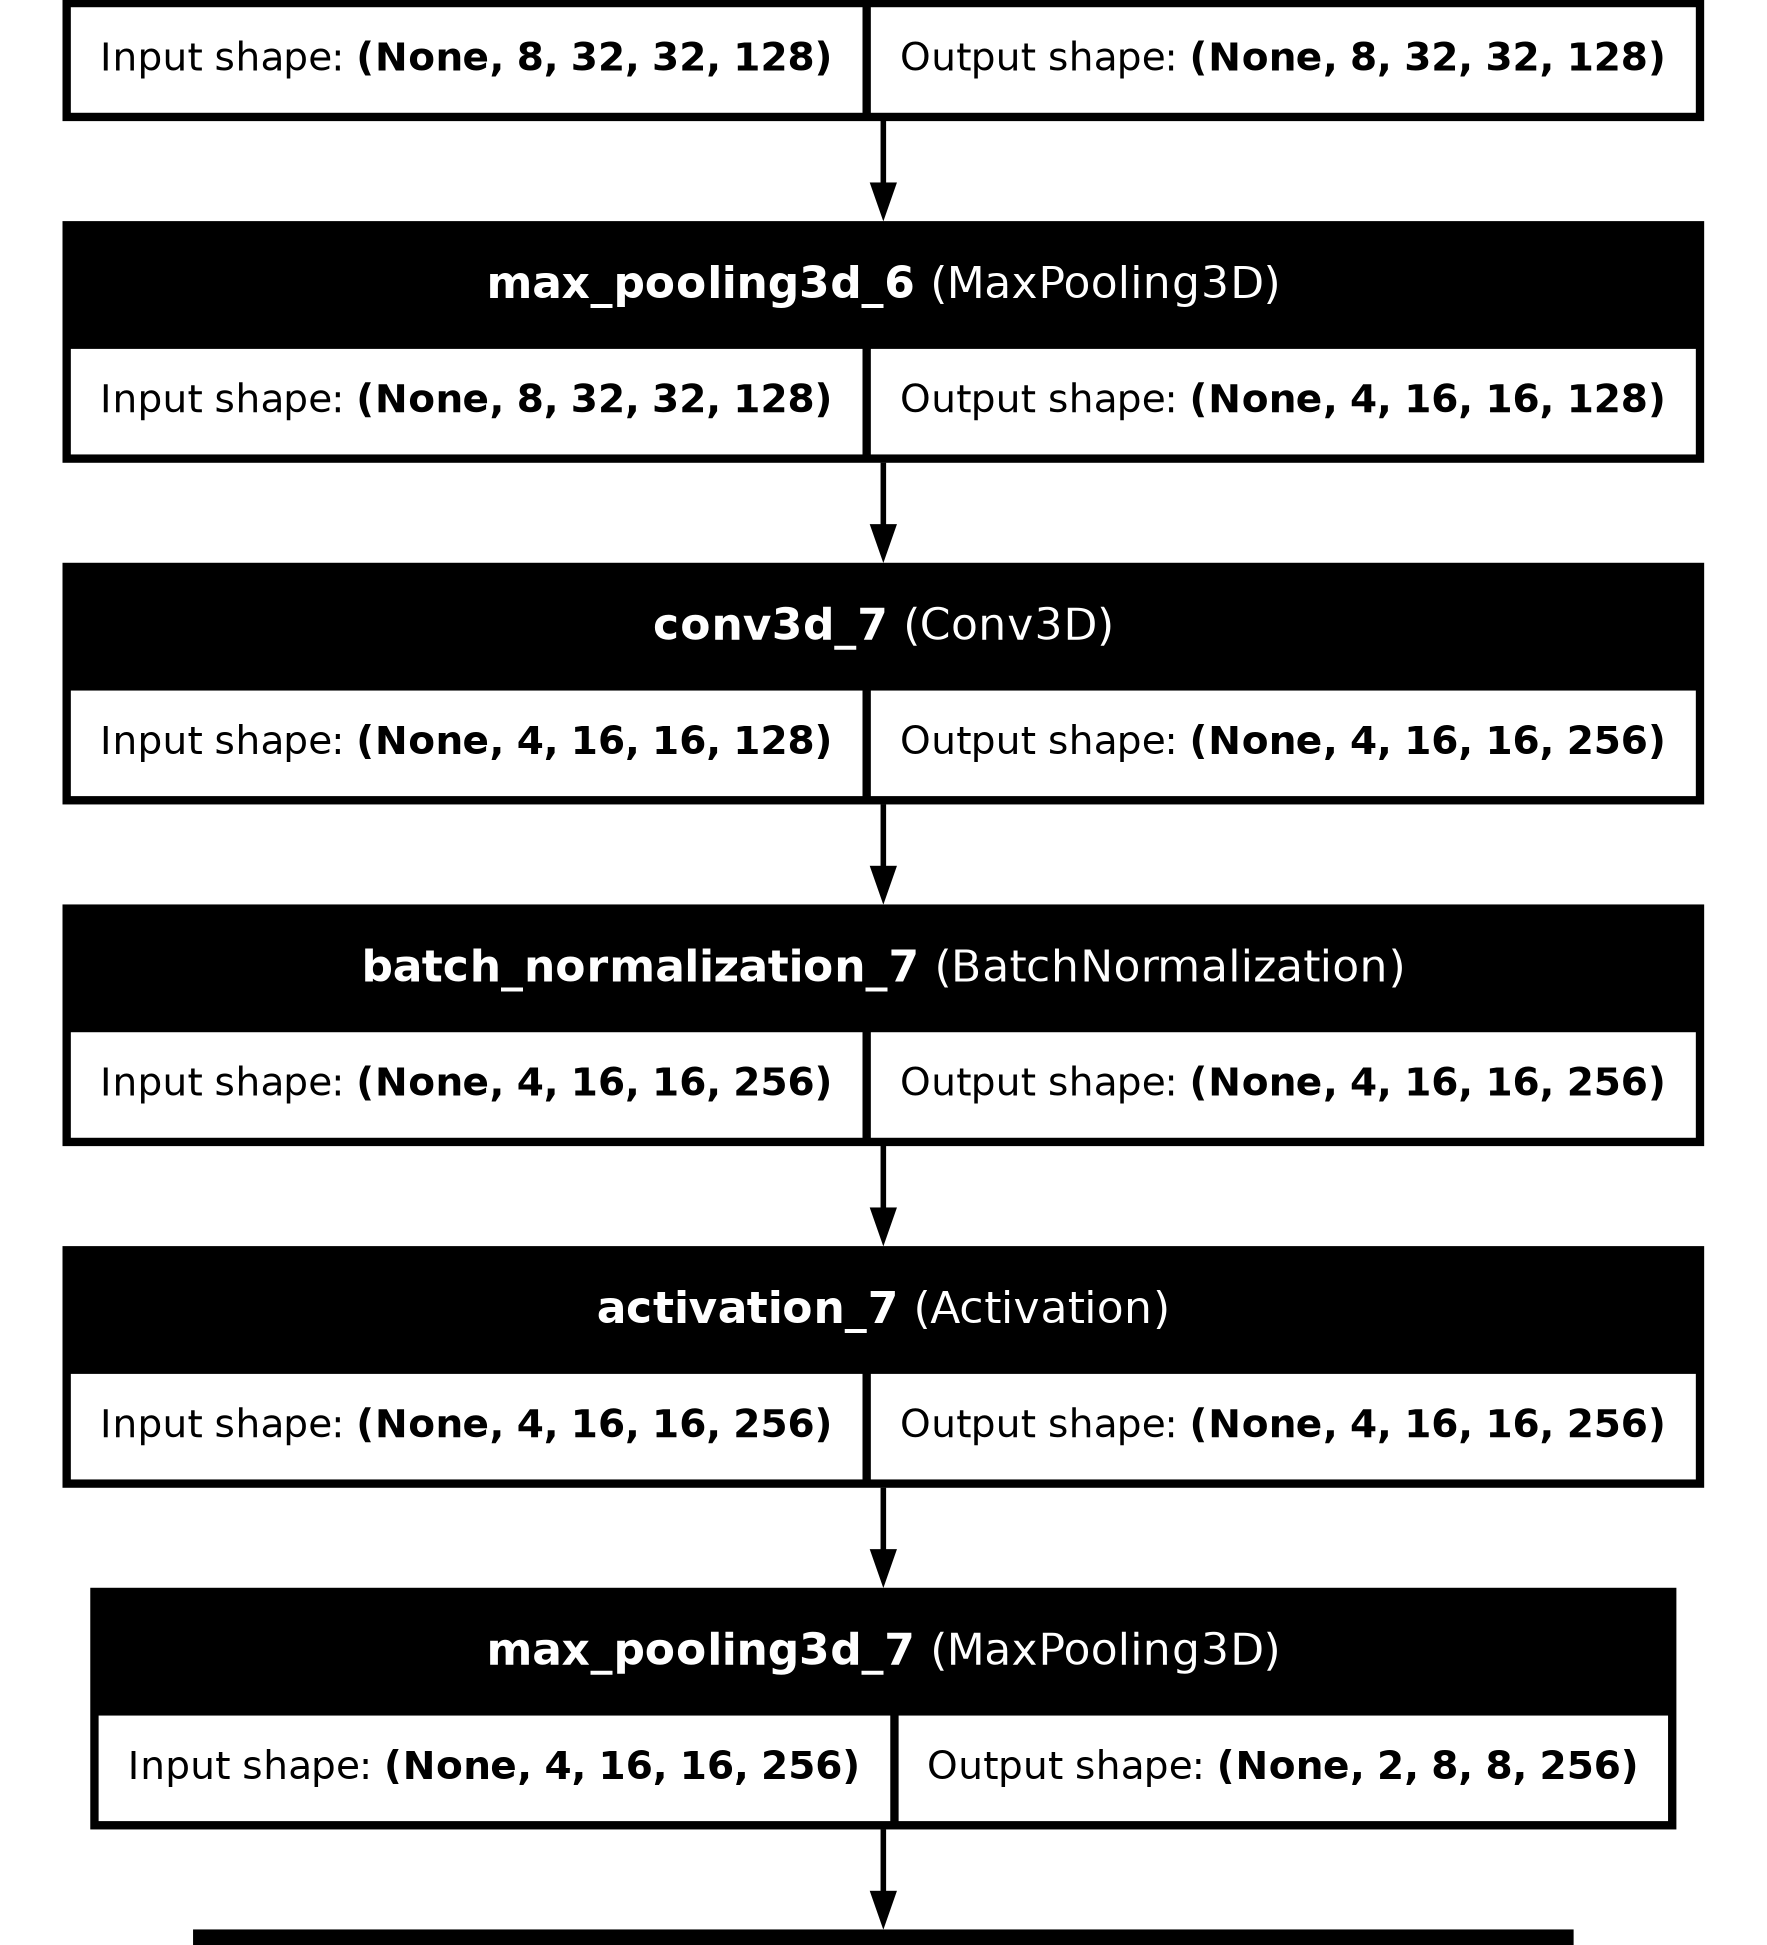 Input shape: (None, 8, 32, 32, 128) Output shape: (None, 8, 32, 32, 128)
max_pooling3d_6 (MaxPooling3D)
Input shape: (None, 8, 32, 32, 128) Output shape: (None, 4, 16, 16, 128)
conv3d_7 (Conv3D)
Input shape: (None, 4, 16, 16, 128) Output shape: (None, 4, 16, 16, 256)
batch_normalization_7 (BatchNormalization)
Input shape: (None, 4, 16, 16, 256) Output shape: (None, 4, 16, 16, 256)
activation_7 (Activation)
Input shape: (None, 4, 16, 16, 256) Output shape: (None, 4, 16, 16, 256)
max_pooling3d_7 (MaxPooling3D)
Input shape: (None, 4, 16, 16, 256) Output shape: (None, 2, 8, 8, 256)